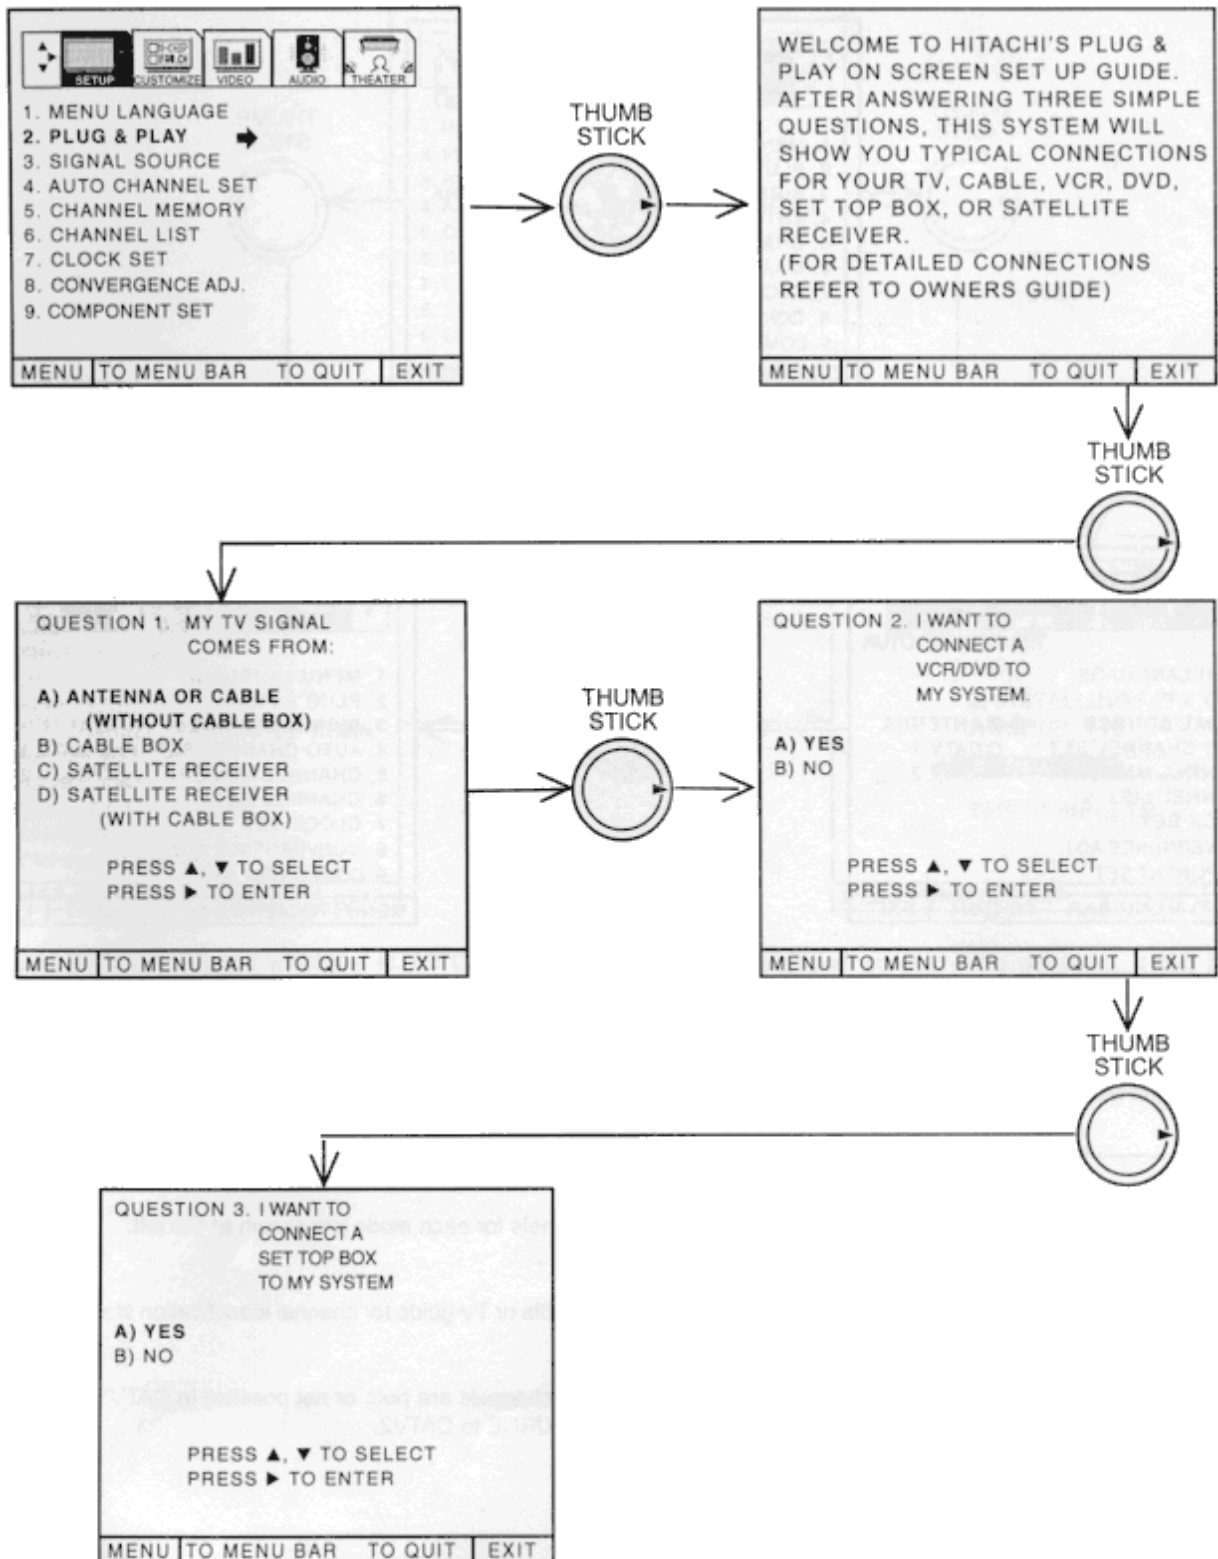 SETUP CUSTOMIZE VIDEO AUDIO THEATER
1. MENU LANGUAGE
2. PLUG & PLAY
3. SIGNAL SOURCE
4. AUTO CHANNEL SET
5. CHANNEL MEMORY
6. CHANNEL LIST
7. CLOCK SET
8. CONVERGENCE ADJ.
9. COMPONENT SET
MENU TO MENU BAR TO QUIT EXIT
THUMB
STICK
WELCOME TO HITACHI'S PLUG &
PLAY ON SCREEN SET UP GUIDE.
AFTER ANSWERING THREE SIMPLE
QUESTIONS, THIS SYSTEM WILL
SHOW YOU TYPICAL CONNECTIONS
FOR YOUR TV, CABLE, VCR, DVD,
SET TOP BOX, OR SATELLITE
RECEIVER.
(FOR DETAILED CONNECTIONS
REFER TO OWNERS GUIDE)
MENU TO MENU BAR TO QUIT EXIT
THUMB
STICK
QUESTION 1. MY TV SIGNAL
COMES FROM:
A) ANTENNA OR CABLE
(WITHOUT CABLE BOX)
B) CABLE BOX
C) SATELLITE RECEIVER
D) SATELLITE RECEIVER
(WITH CABLE BOX)
PRESS ▲, ▼ TO SELECT
PRESS ▶ TO ENTER
MENU TO MENU BAR TO QUIT EXIT
THUMB
STICK
QUESTION 2. I WANT TO
CONNECT A
VCR/DVD TO
MY SYSTEM.
A) YES
B) NO
PRESS ▲, ▼ TO SELECT
PRESS ▶ TO ENTER
MENU TO MENU BAR TO QUIT EXIT
THUMB
STICK
QUESTION 3. I WANT TO
CONNECT A
SET TOP BOX
TO MY SYSTEM
A) YES
B) NO
PRESS ▲, ▼ TO SELECT
PRESS ▶ TO ENTER
MENU TO MENU BAR TO QUIT EXIT